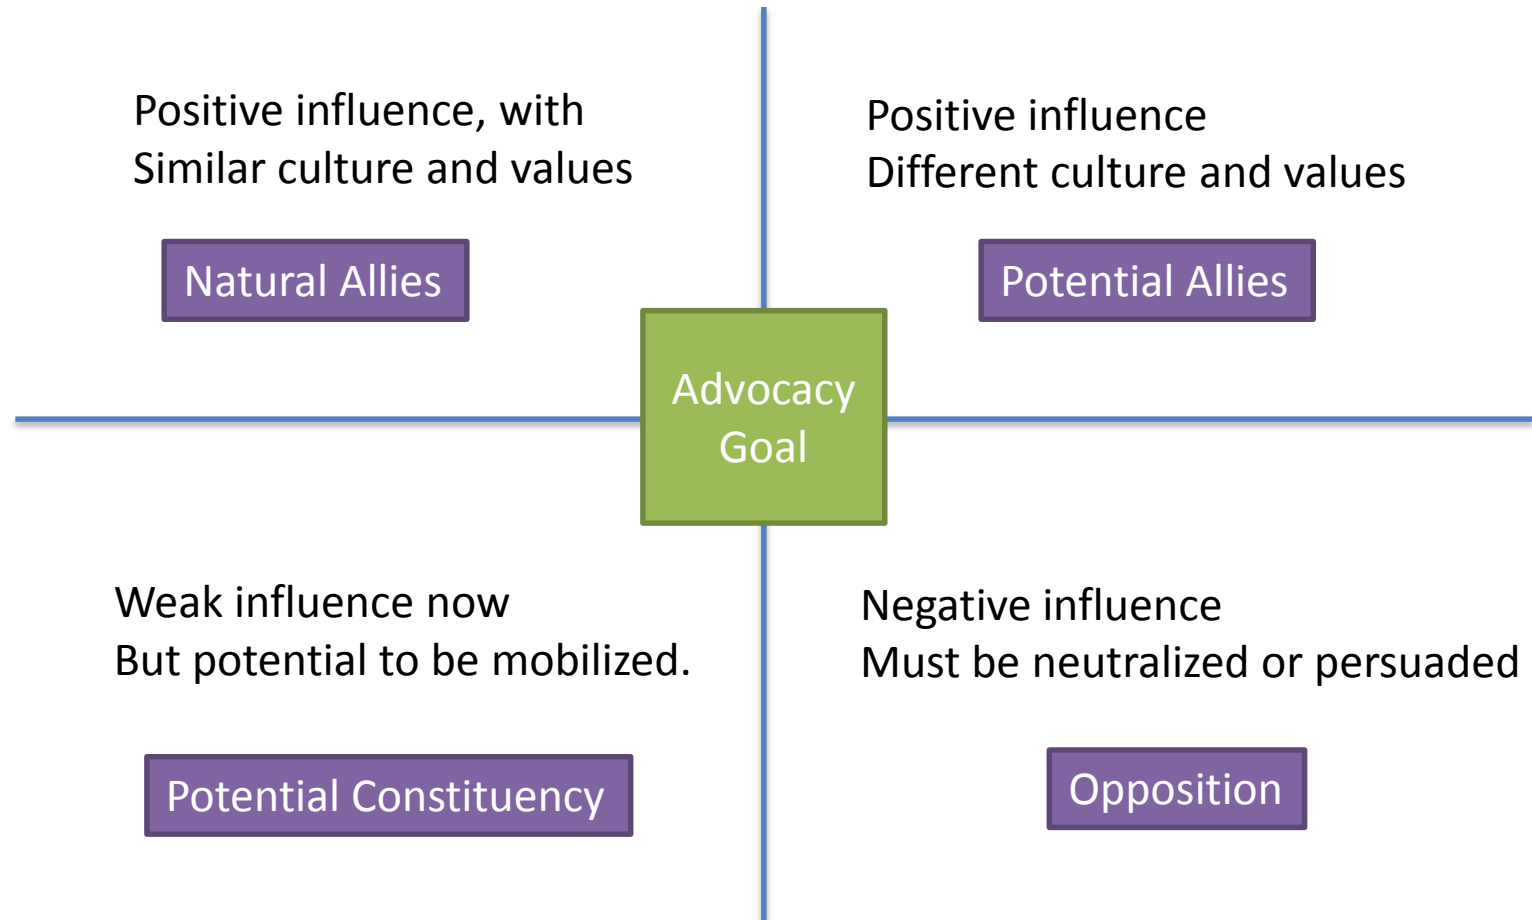 Positive influence, with
Similar culture and values
Natural Allies
Positive influence
Different culture and values
Potential Allies
Advocacy
Goal
Weak influence now
But potential to be mobilized.
Potential Constituency
Negative influence
Must be neutralized or persuaded
Opposition